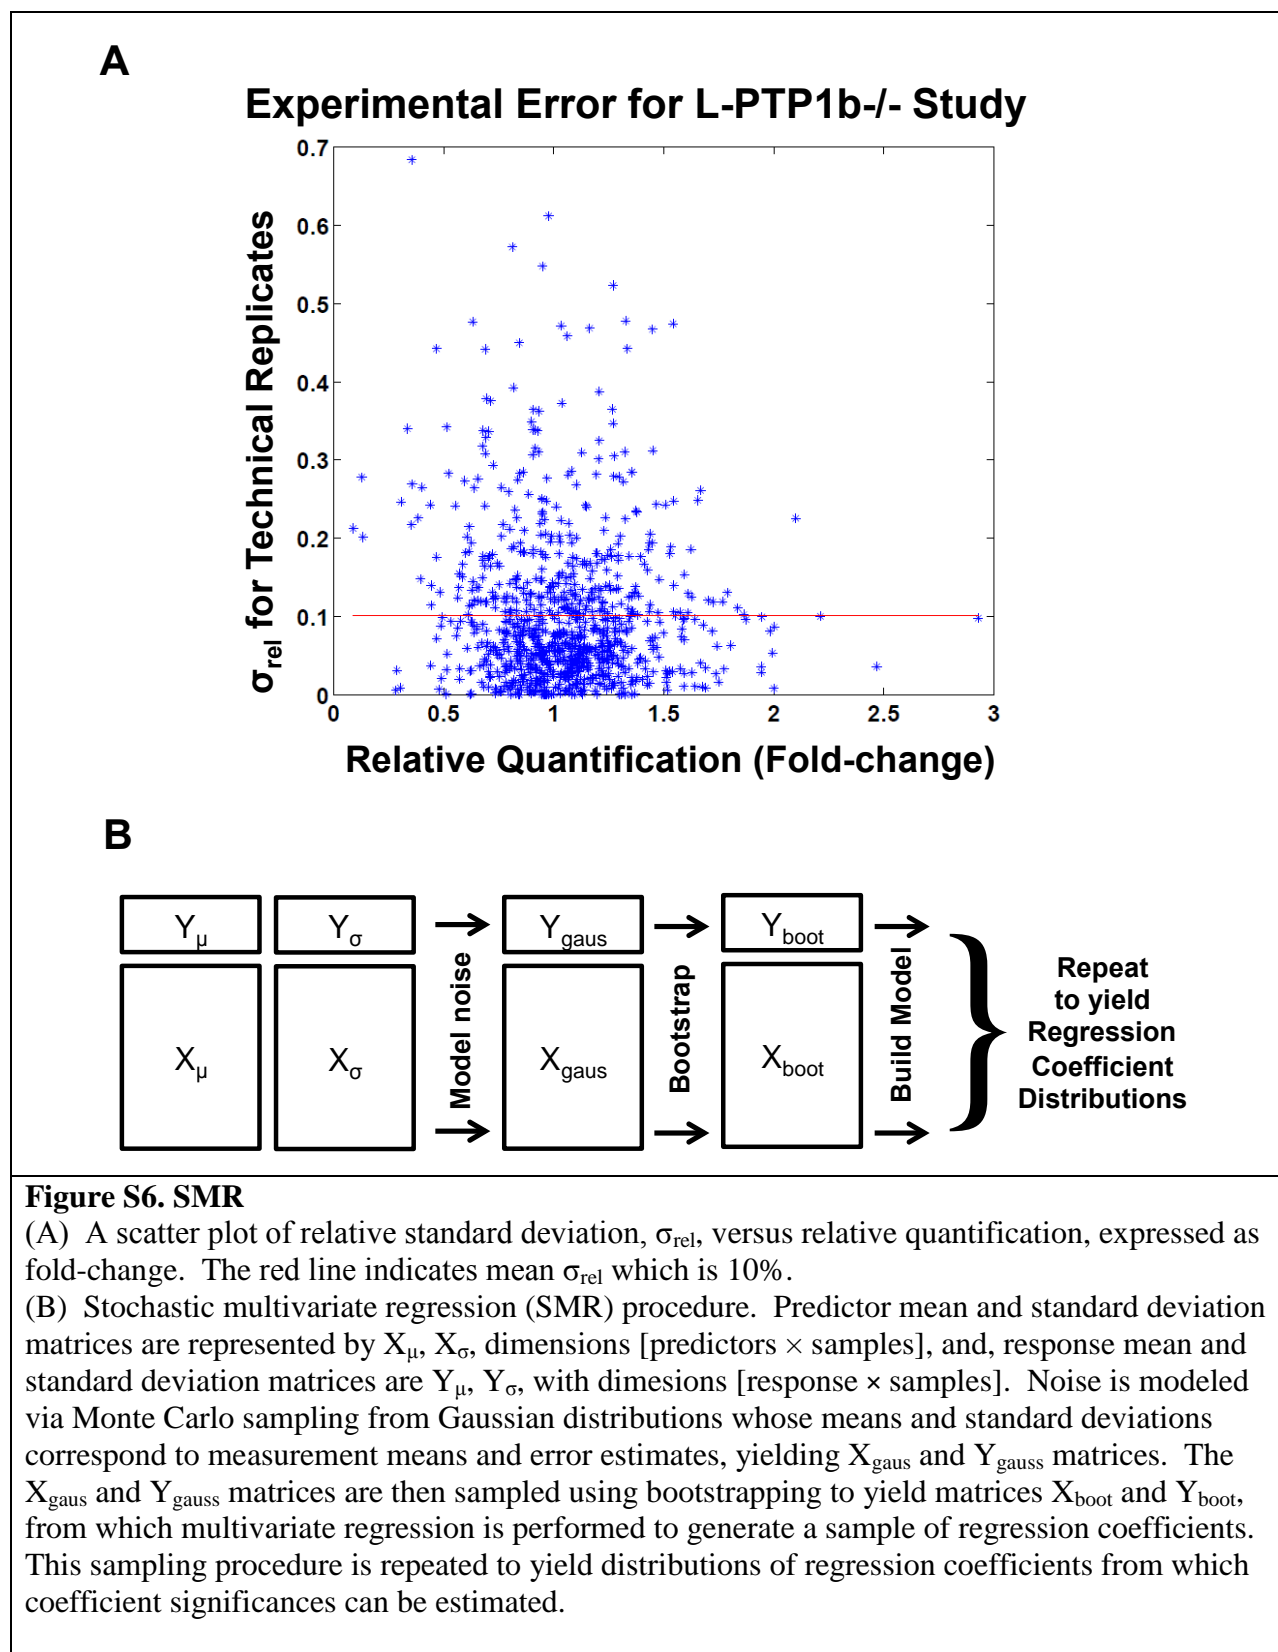 A
Experimental Error for L-PTP1b-/- Study
σrel for Technical Replicates
0.7
0.6
0.5
0.4
0.3
0.2
0.1
0
0 0.5 1 1.5 2 2.5 3
Relative Quantification (Fold-change)
B
Yμ Yσ Ygaus Yboot
Xμ Xσ Xgaus Xboot
Model noise
Bootstrap
Build Model
Repeat
to yield
Regression
Coefficient
Distributions
Figure S6. SMR
(A) A scatter plot of relative standard deviation, σrel, versus relative quantification, expressed as
fold-change. The red line indicates mean σrel which is 10%.
(B) Stochastic multivariate regression (SMR) procedure. Predictor mean and standard deviation
matrices are represented by Xμ, Xσ, dimensions [predictors × samples], and, response mean and
standard deviation matrices are Yμ, Yσ, with dimesions [response × samples]. Noise is modeled
via Monte Carlo sampling from Gaussian distributions whose means and standard deviations
correspond to measurement means and error estimates, yielding Xgaus and Ygauss matrices. The
Xgaus and Ygauss matrices are then sampled using bootstrapping to yield matrices Xboot and Yboot,
from which multivariate regression is performed to generate a sample of regression coefficients.
This sampling procedure is repeated to yield distributions of regression coefficients from which
coefficient significances can be estimated.